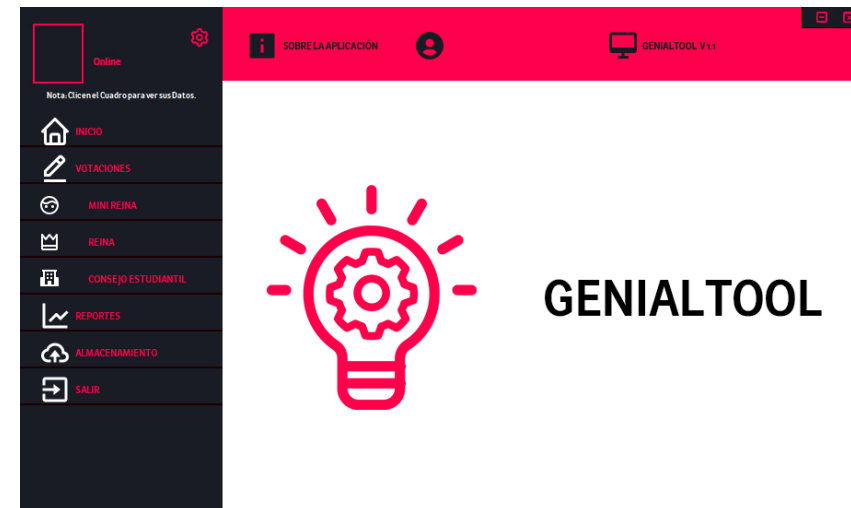 Online
Nota: Clic en el Cuadro para ver sus Datos.
INICIO
VOTACIONES
MINI REINA
REINA
CONSEJO ESTUDIANTIL
REPORTES
ALMACENAMIENTO
SALIR
SOBRE LA APLICACIÓN
GENIALTOOL V 1.1
GENIALTOOL